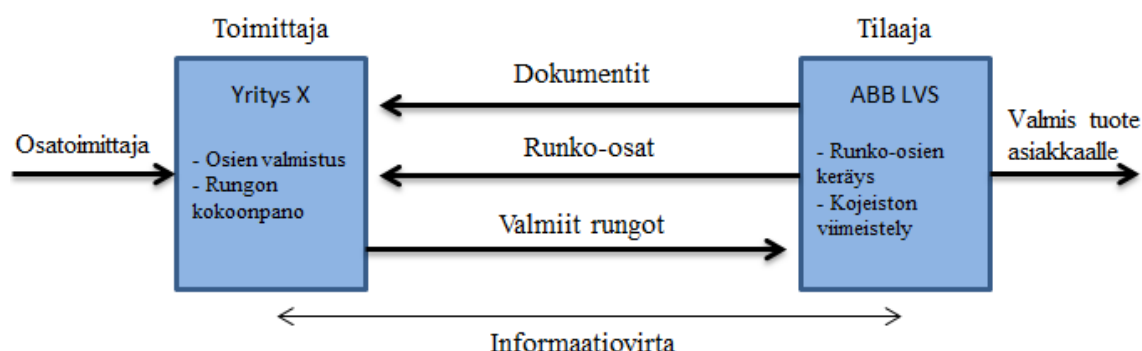 Toimittaja
Tilaaja
Osatoimittaja
Yritys X
- Osien valmistus
- Rungon
kokoonpano
Dokumentit
Runko-osat
Valmiit rungot
ABB LVS
- Runko-osien
keräys
- Kojeiston
viimeistely
Valmis tuote
asiakkaalle
Informaatiovirta